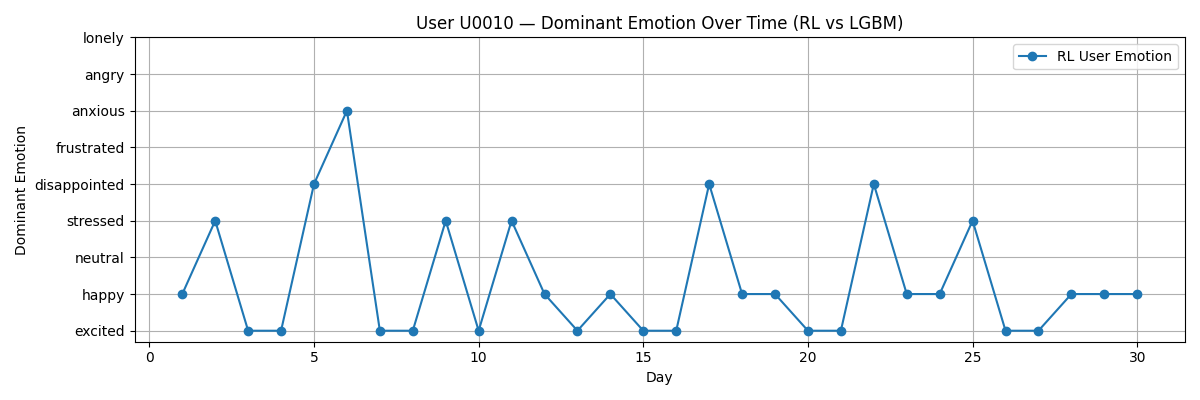 User U0010 — Dominant Emotion Over Time (RL vs LGBM)
RL User Emotion
Dominant Emotion
lonely
angry
anxious
frustrated
disappointed
stressed
neutral
happy
excited
0 5 10 15 20 25 30
Day